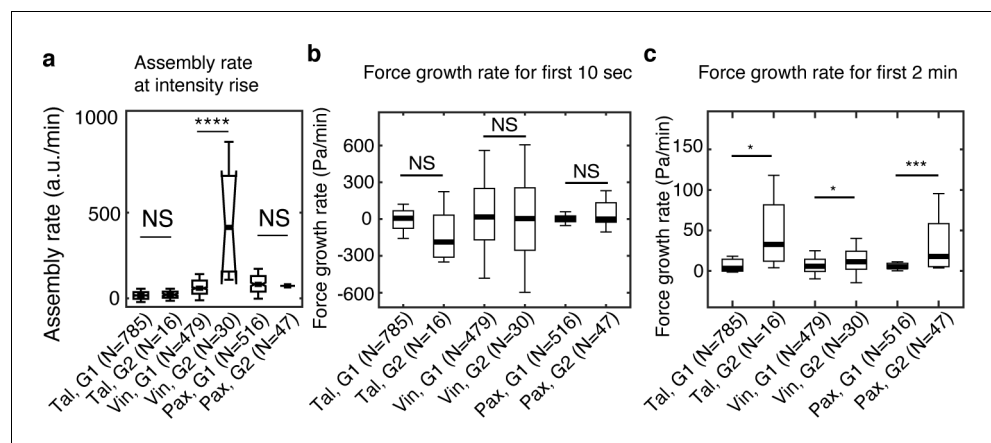 a
Assembly rate
at intensity rise
Assembly rate (a.u./min)
1000
500
0
NS
****
NS
Tal, G1 (N=785)
Tal, G2 (N=16)
Vin, G1 (N=479)
Vin, G2 (N=30)
Pax, G1 (N=516)
Pax, G2 (N=47)
b
Force growth rate for first 10 sec
Force growth rate (Pa/min)
600
300
0
-300
-600
NS
NS
NS
Tal, G1 (N=785)
Tal, G2 (N=16)
Vin, G1 (N=479)
Vin, G2 (N=30)
Pax, G1 (N=516)
Pax, G2 (N=47)
c
Force growth rate for first 2 min
Force growth rate (Pa/min)
150
100
50
0
*
*
***
Tal, G1 (N=785)
Tal, G2 (N=16)
Vin, G1 (N=479)
Vin, G2 (N=30)
Pax, G1 (N=516)
Pax, G2 (N=47)